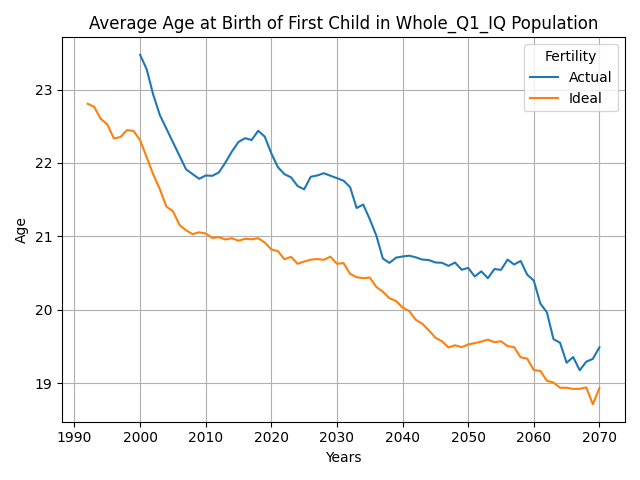 Average Age at Birth of First Child in Whole_Q1_IQ Population
Fertility
Actual
Ideal
Age
23
22
21
20
19
1990
2000
2010
2020
2030
2040
2050
2060
2070
Years